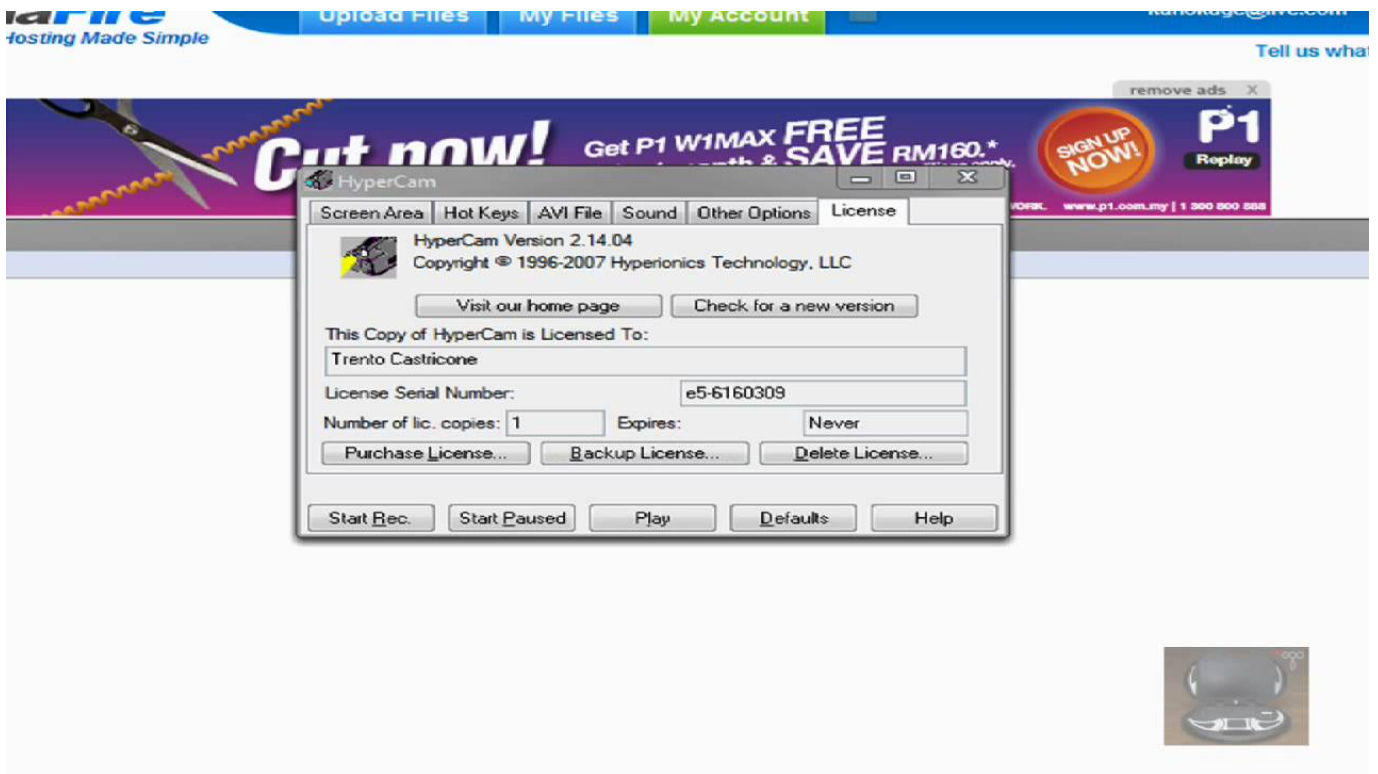 Upload Files My Files My Account
Hosting Made Simple
Tell us what
remove ads X
Cut now! Get P1 W1MAX FREE
& SAVE RM160.*
SIGN UP NOW!
P1
Replay
www.p1.com.my | 1 300 800 888
HyperCam
Screen Area Hot Keys AVI File Sound Other Options License
HyperCam Version 2.14.04
Copyright © 1996-2007 Hyperionics Technology, LLC
Visit our home page Check for a new version
This Copy of HyperCam is Licensed To:
Trento Castricone
License Serial Number: e5-6160309
Number of lic. copies: 1 Expires: Never
Purchase License... Backup License... Delete License...
Start Rec. Start Paused Play Defaults Help